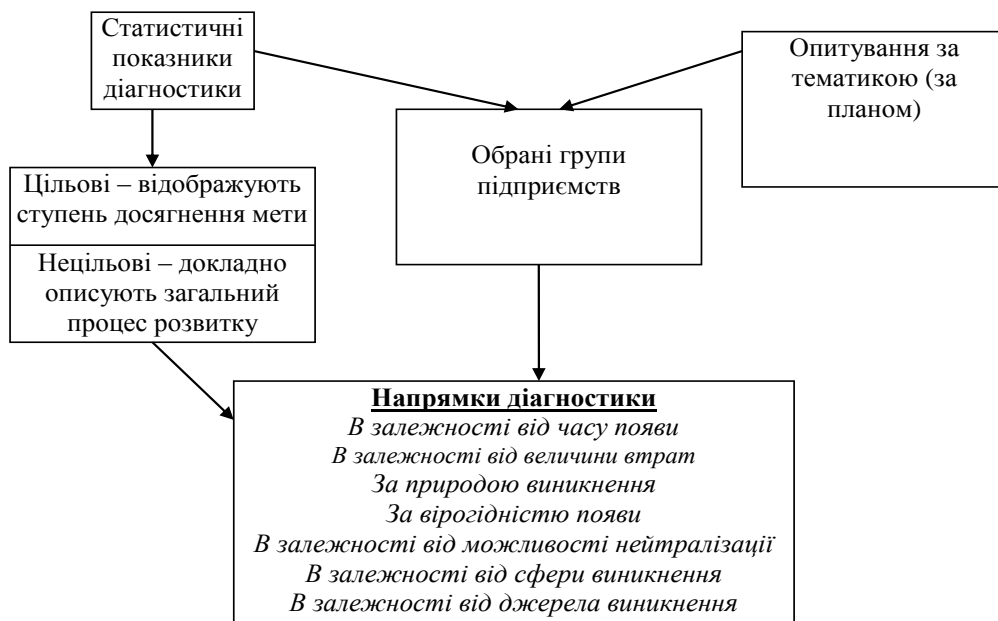 Статистичні
показники
діагностики
Опитування за
тематикою (за
планом)
Обрані групи
підприємств
Цільові – відображують
ступень досягнення мети
Нецільові – докладно
описують загальний
процес розвитку
Напрямки діагностики
В залежності від часу появи
В залежності від величини втрат
За природою виникнення
За вірогідністю появи
В залежності від можливості нейтралізації
В залежності від сфери виникнення
В залежності від джерела виникнення